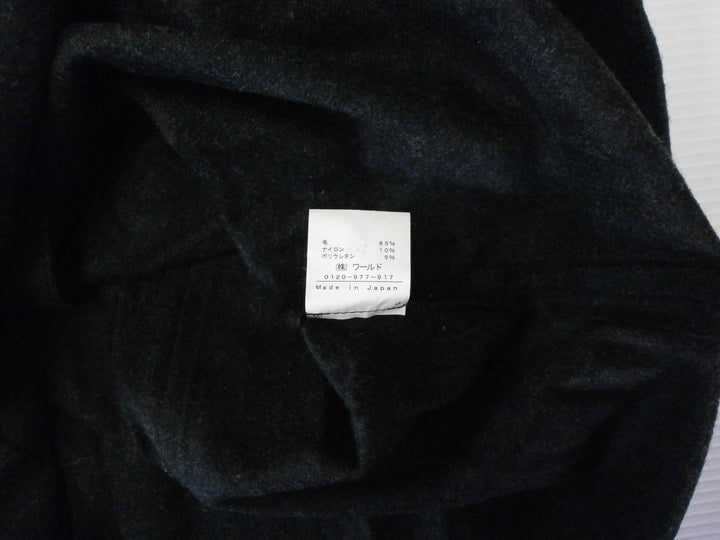 毛 85%
ナイロン 10%
ポリウレタン 5%
(株) ワールド
0120-977-917
Made in Japan